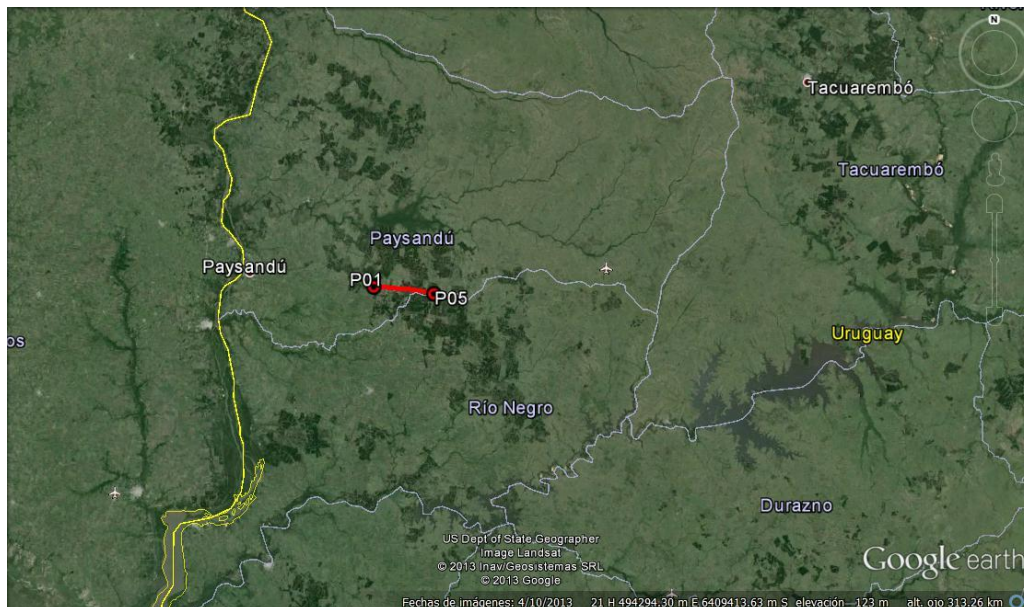 N
Tacuarembó
Tacuarembó
Paysandú
Paysandú
P01
P05
os
Uruguay
Río Negro
Durazno
US Dept of State Geographer
Image Landsat
© 2013 Inav/Geosistemas SRL
© 2013 Google
Google earth
Fechas de imágenes: 4/10/2013 21 H 494294.30 m E 6409413.63 m S elevación 123 m alt. ojo 313.26 km